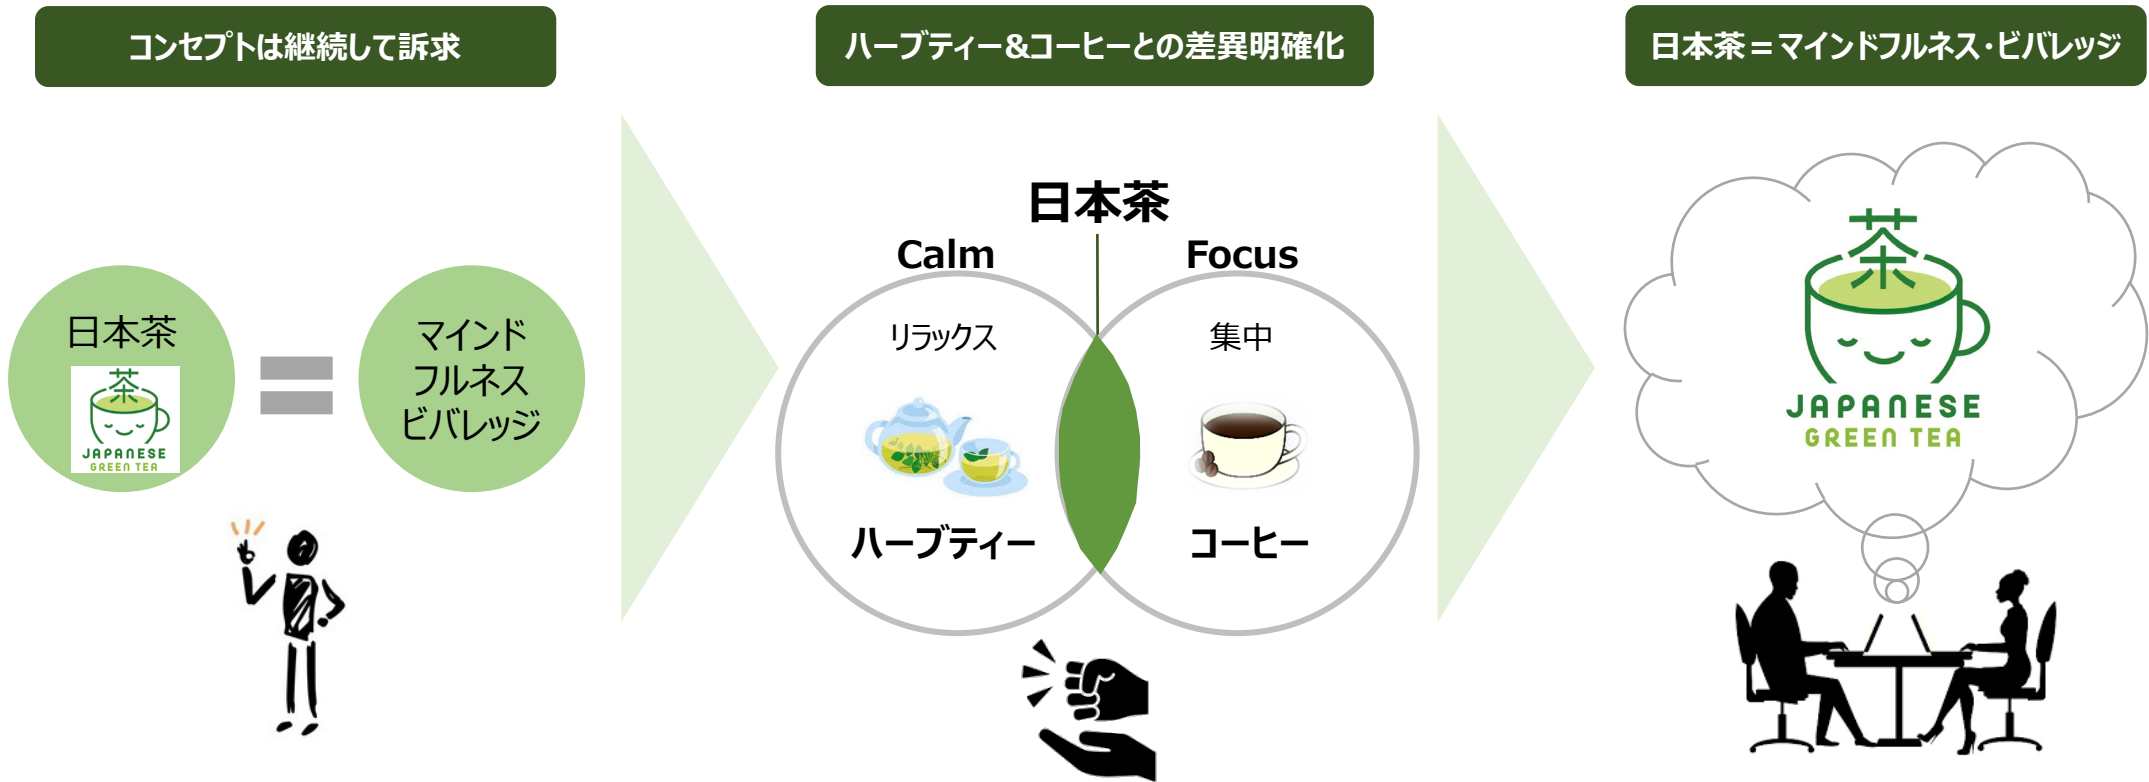 コンセプトは継続して訴求
日本茶
茶
JAPANESE
GREEN TEA
マインド
フルネス
ビバレッジ
ハーブティー&コーヒーとの差異明確化
日本茶
Calm
Focus
リラックス
集中
ハーブティー
コーヒー
日本茶＝マインドフルネス・ビバレッジ
茶
JAPANESE
GREEN TEA